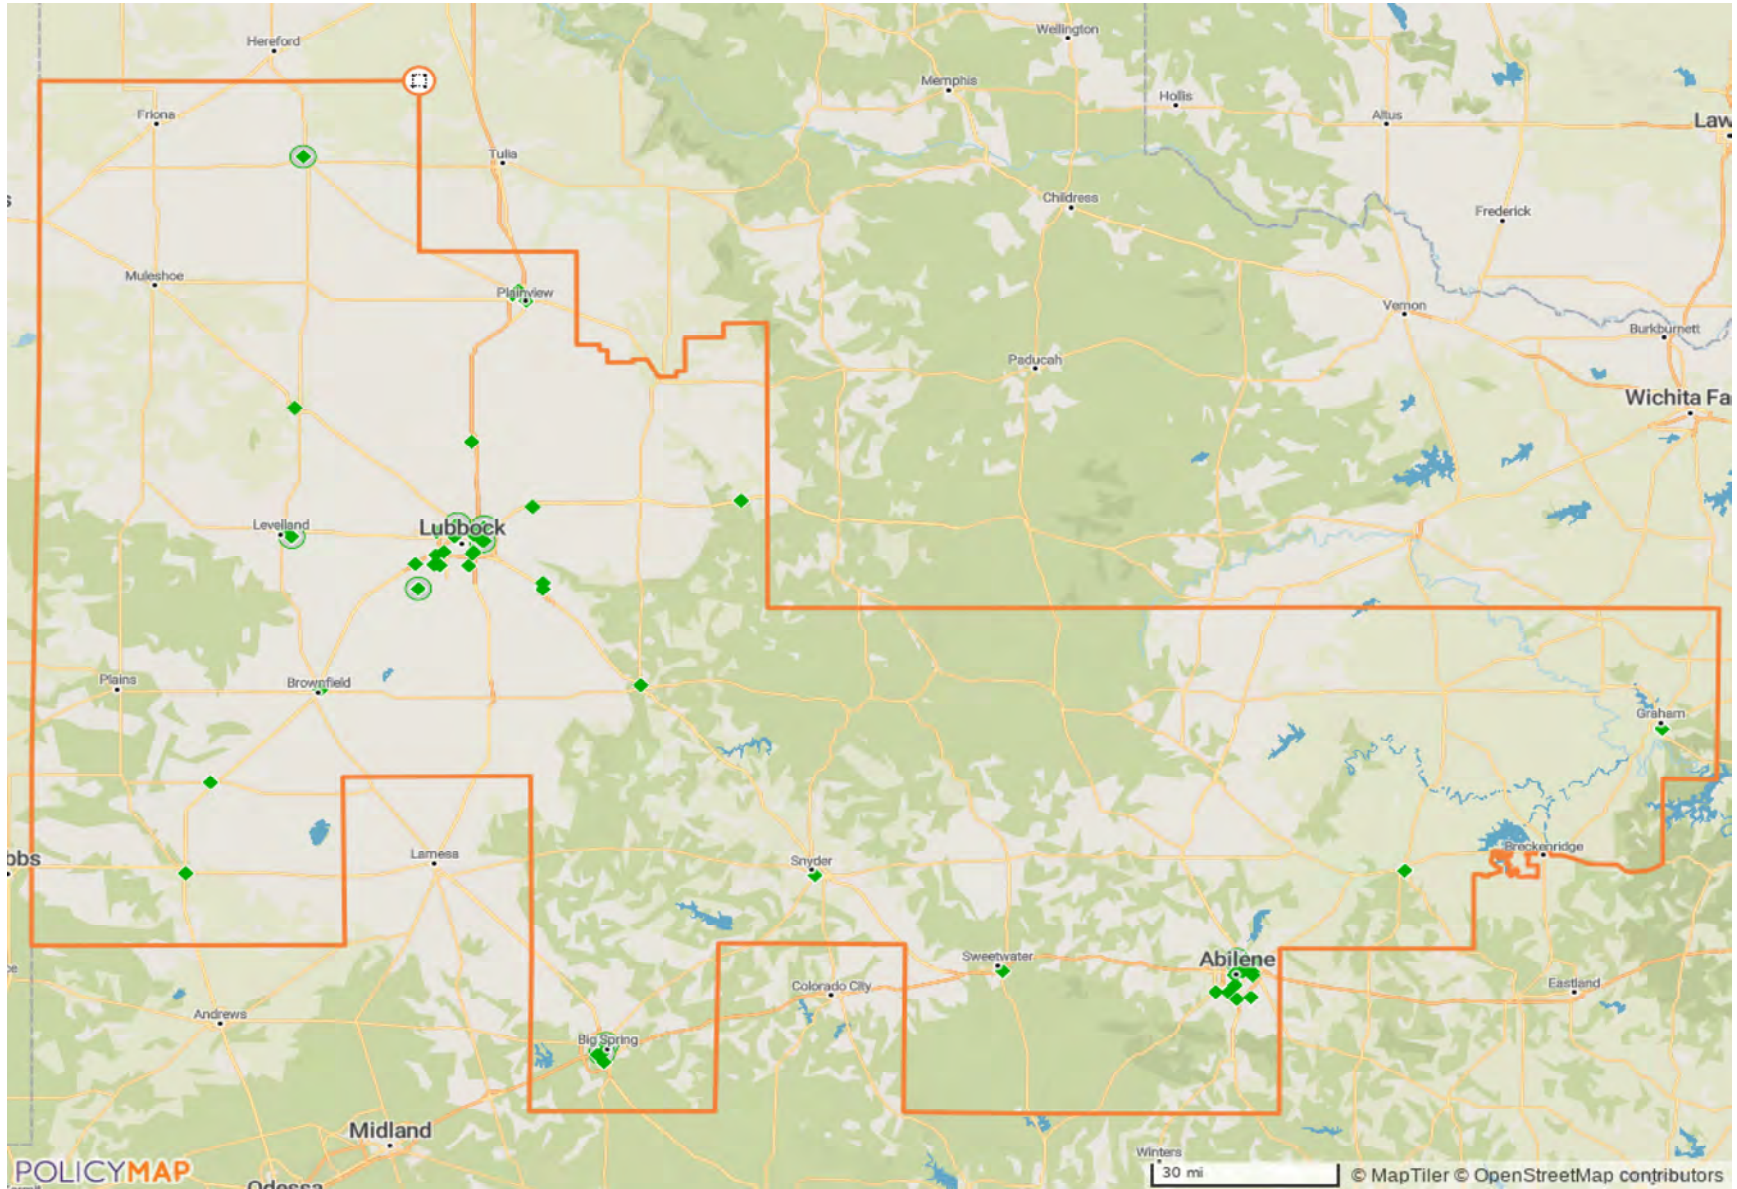 Wellington
Hereford
Memphis
Hollis
Friona
Altus
Law
Tulia
s
Childress
Frederick
Muleshoe
Plainview
Vernon
Burkburnett
Paducah
Wichita Fa
Levelland
Lubbock
Plains
Brownfield
Graham
bbs
Lamesa
Snyder
Breckenridge
Sweetwater
Abilene
Colorado City
Eastland
Andrews
Big Spring
Midland
Winters
POLICYMAP
30 mi
© MapTiler © OpenStreetMap contributors
Odessa